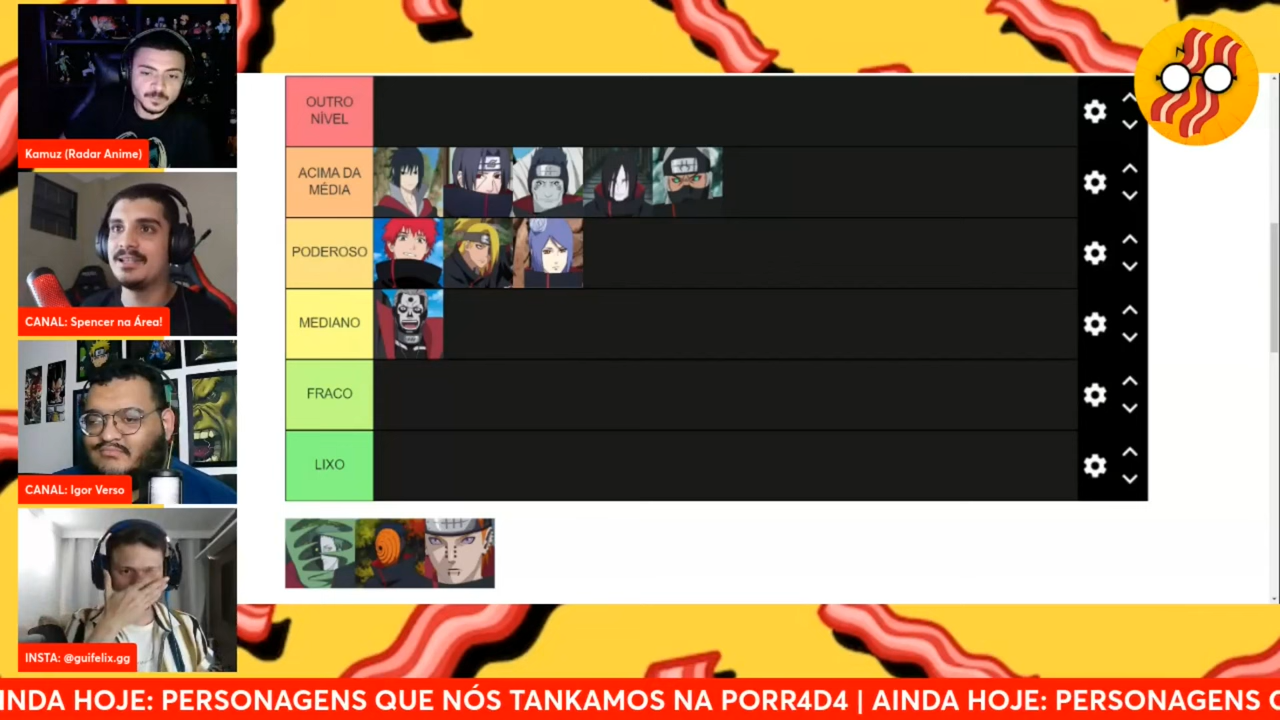 Kamuz (Radar Anime)
CANAL: Spencer na Área!
CANAL: Igor Verso
INSTA: @guifelix.gg
OUTRO
NÍVEL
ACIMA DA
MÉDIA
PODEROSO
MEDIANO
FRACO
LIXO
INDA HOJE: PERSONAGENS QUE NÓS TANKAMOS NA PORR4D4 | AINDA HOJE: PERSONAGENS